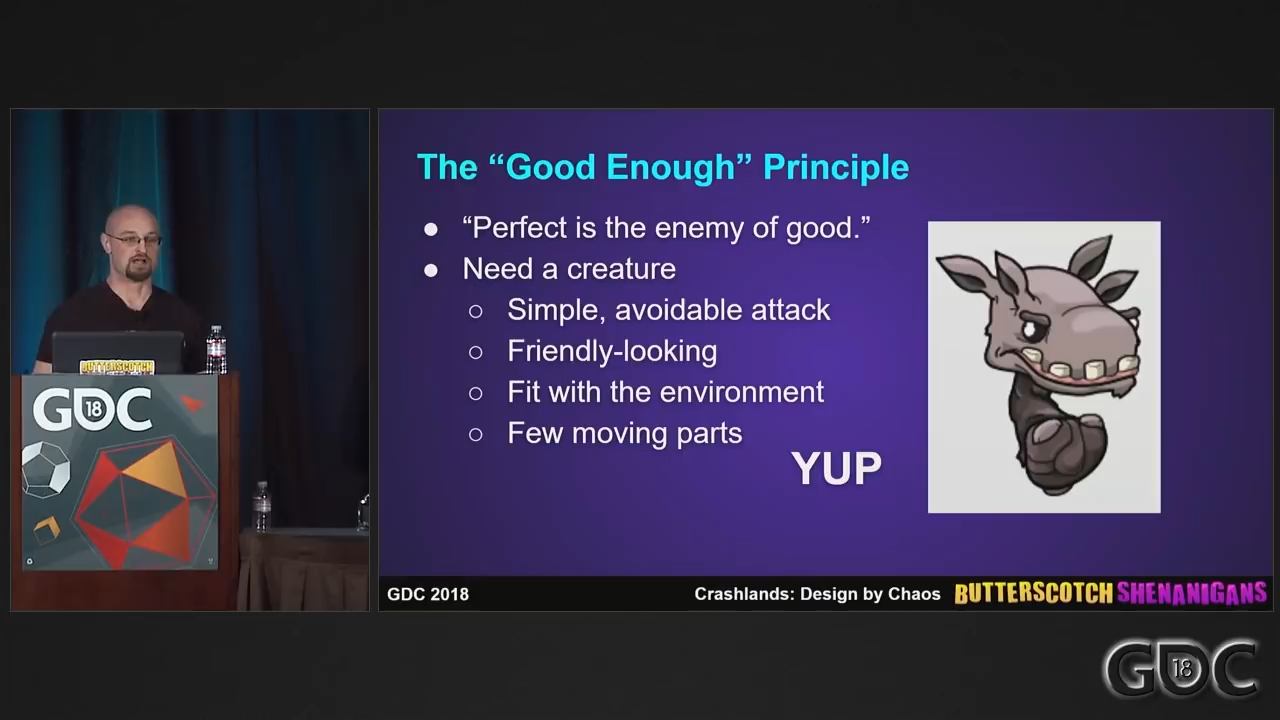 The “Good Enough” Principle
● “Perfect is the enemy of good.”
● Need a creature
○ Simple, avoidable attack
○ Friendly-looking
○ Fit with the environment
○ Few moving parts
YUP
BUTTERSCOTCH
GDC
18
GDC 2018
Crashlands: Design by Chaos
BUTTERSCOTCH SHENANIGANS
GDC
18